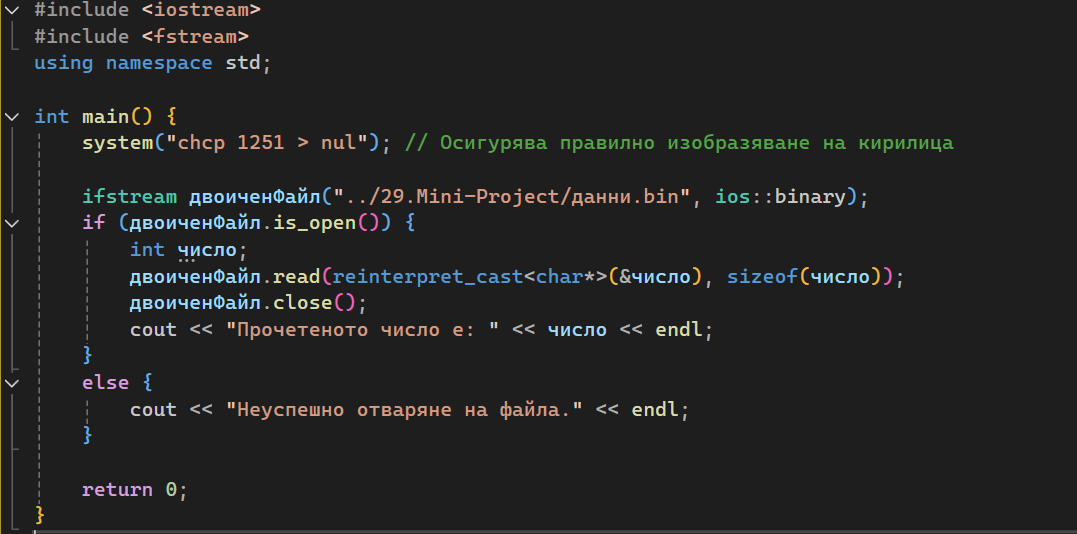 #include <iostream>
#include <fstream>
using namespace std;
int main() {
system("chcp 1251 > nul"); // Осигурява правилно изобразяване на кирилица
ifstream двоиченФайл("../29.Mini-Project/данни.bin", ios::binary);
if (двоиченФайл.is_open()) {
int число;
двоиченФайл.read(reinterpret_cast<char*>(&число), sizeof(число));
двоиченФайл.close();
cout << "Прочетеното число е: " << число << endl;
}
else {
cout << "Неуспешно отваряне на файла." << endl;
}
return 0;
}